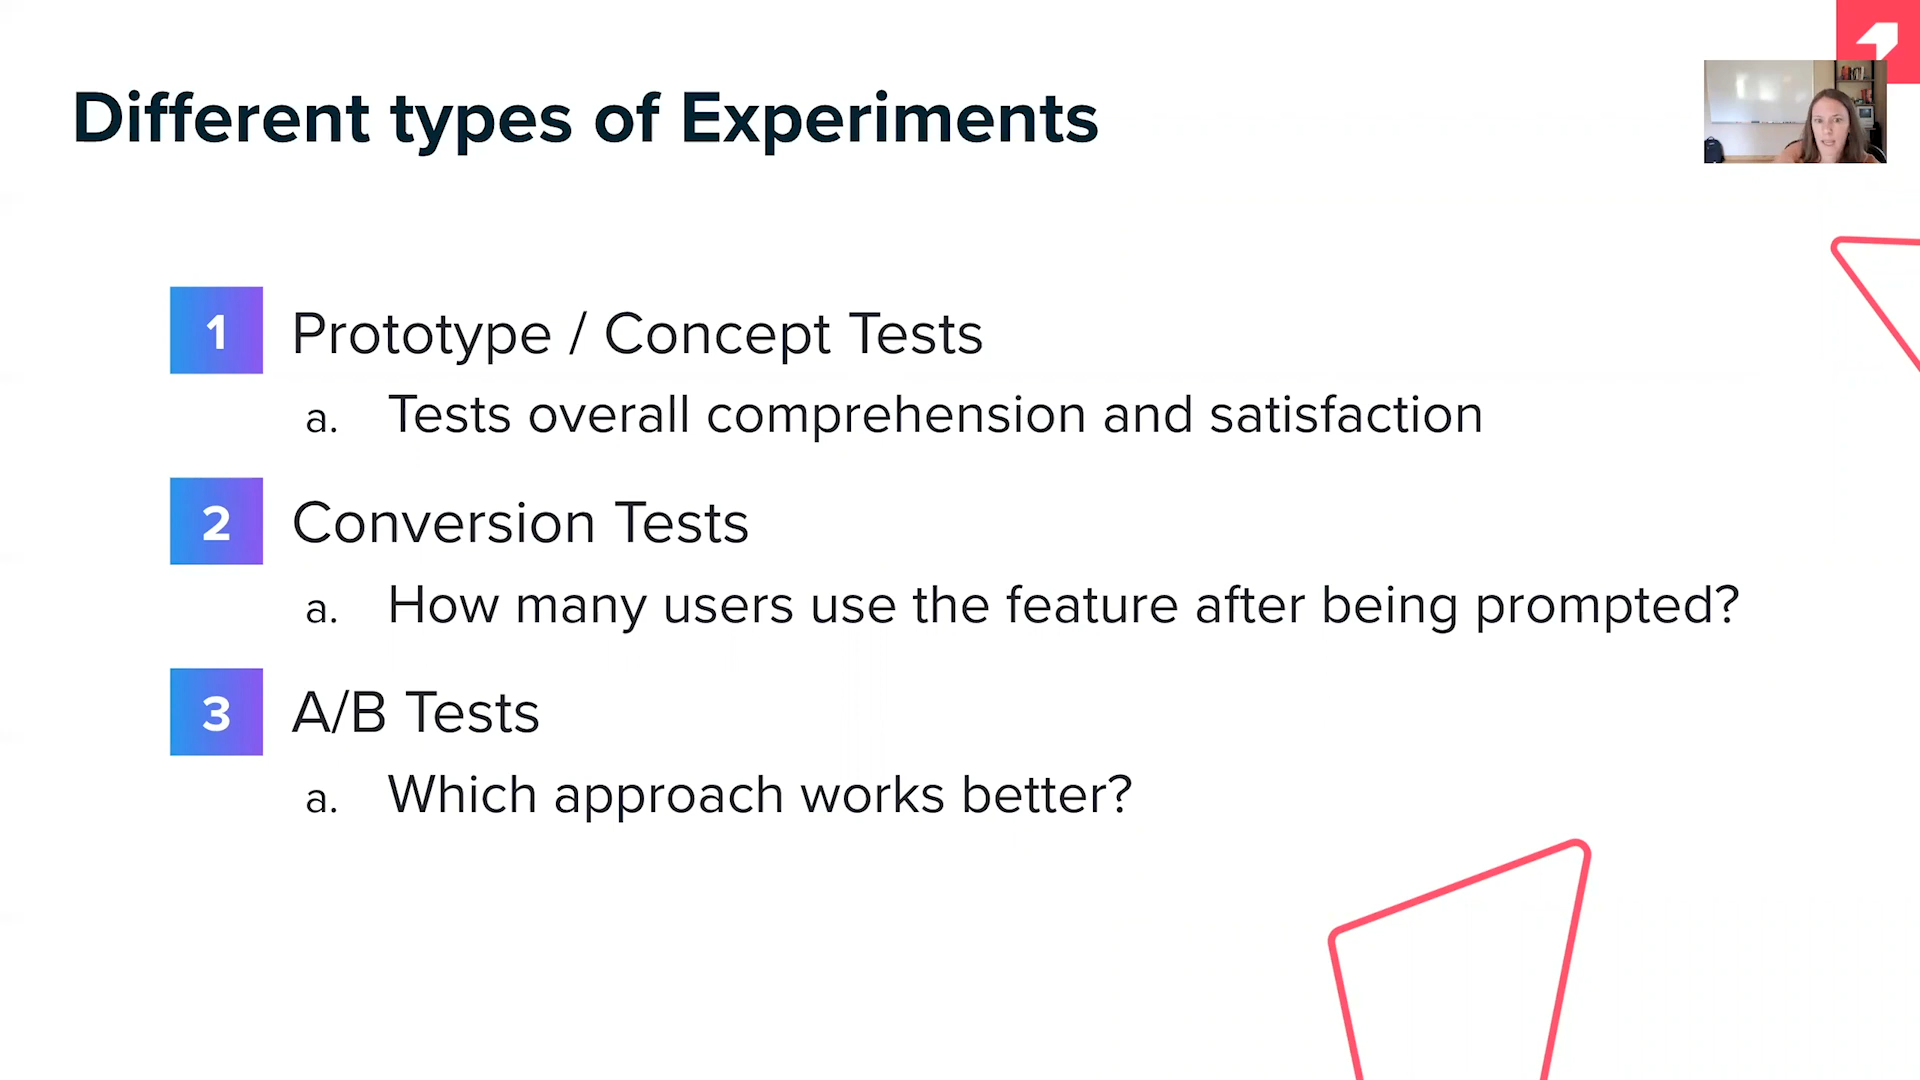 Different types of Experiments
1 Prototype / Concept Tests
a. Tests overall comprehension and satisfaction
2 Conversion Tests
a. How many users use the feature after being prompted?
3 A/B Tests
a. Which approach works better?